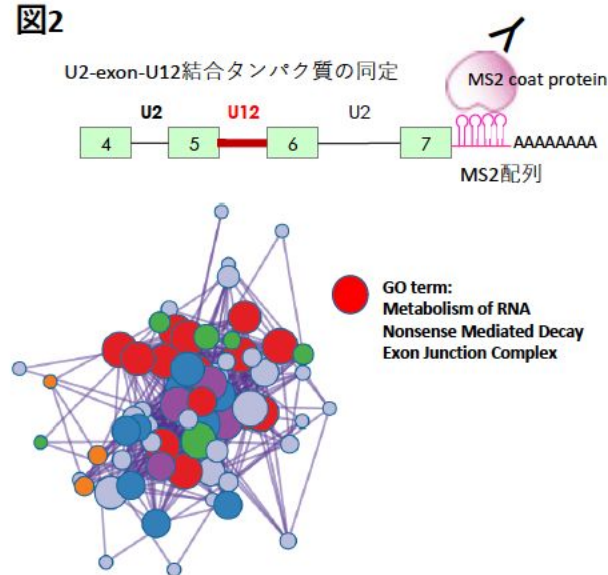 図2
U2-exon-U12結合タンパク質の同定
MS2 coat protein
U2
U12
U2
4
5
6
7
AAAAAAAA
MS2配列
GO term:
Metabolism of RNA
Nonsense Mediated Decay
Exon Junction Complex